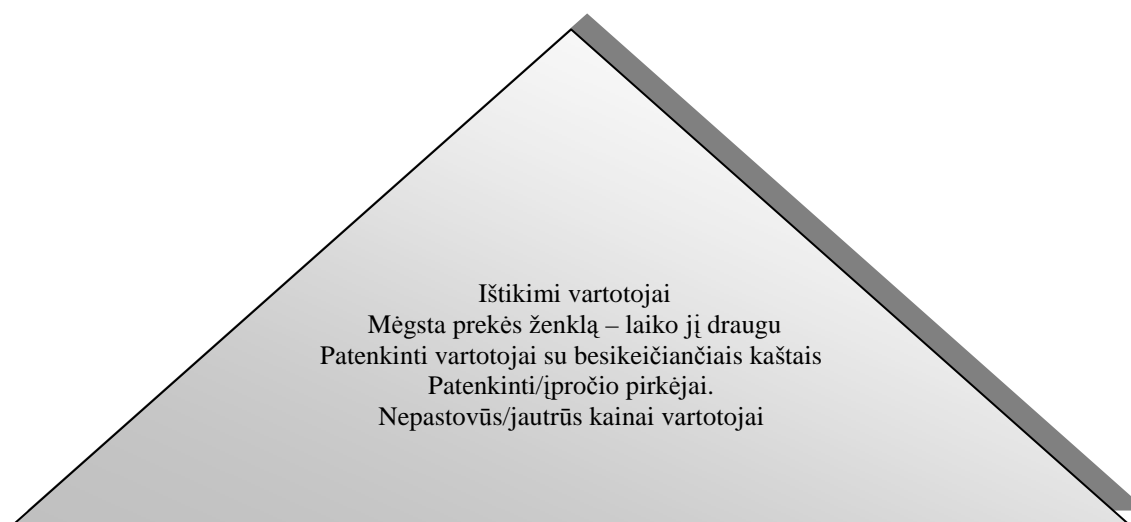 Ištikimi vartotojai
Mėgsta prekės ženklą – laiko jį draugu
Patenkinti vartotojai su besikeičiančiais kaštais
Patenkinti/įpročio pirkėjai.
Nepastovūs/jautrūs kainai vartotojai